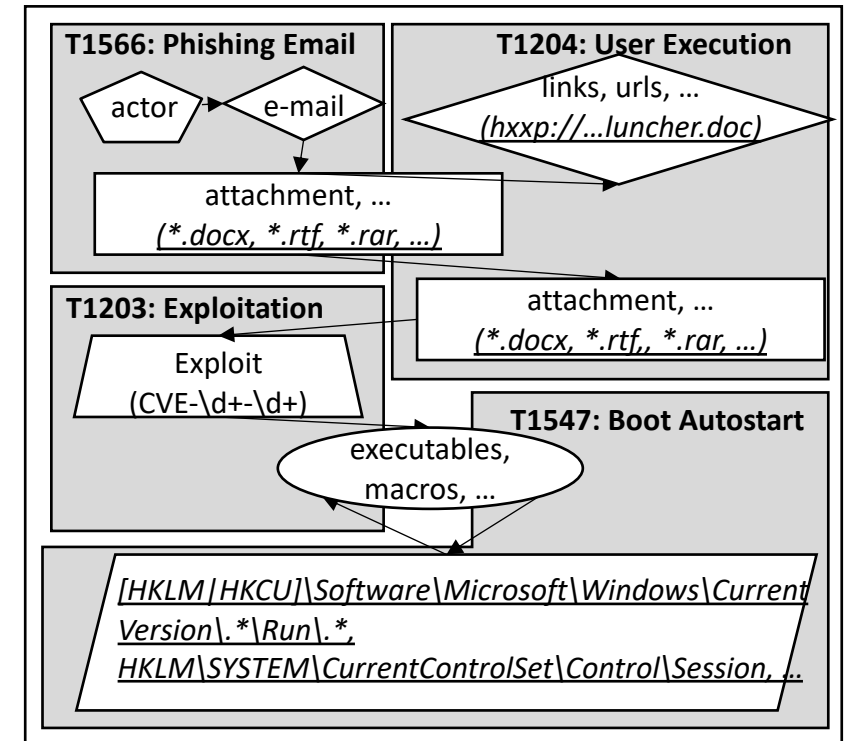 T1566: Phishing Email
actor
e-mail
attachment, …
(*.docx, *.rtf, *.rar, …)
T1204: User Execution
links, urls, …
(hxxp://…luncher.doc)
attachment, …
(*.docx, *.rtf,, *.rar, …)
T1203: Exploitation
Exploit
(CVE-\d+-\d+)
T1547: Boot Autostart
executables,
macros, …
[HKLM|HKCU]\Software\Microsoft\Windows\Current
Version\.*\Run\.*,
HKLM\SYSTEM\CurrentControlSet\Control\Session, …